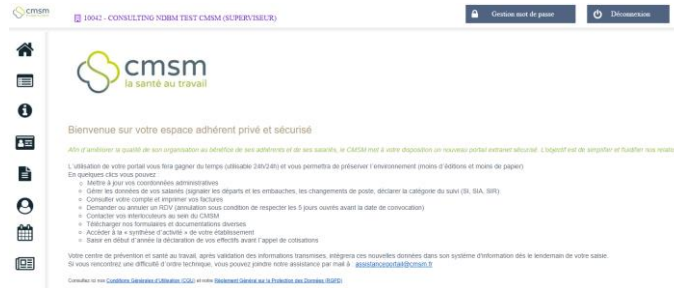 cmsm
10042 - CONSULTING NDBM TEST CMSM (SUPERVISEUR)
Gestion mot de passe
Déconnexion
cmsm
la santé au travail
Bienvenue sur votre espace adhérent privé et sécurisé
Afin d'améliorer la qualité de son organisation au bénéfice de ses adhérents et de ses salariés, le CMSM met à votre disposition un nouveau portail extranet sécurisé. L'objectif est de simplifier et fluidifier nos relatio
L'utilisation de votre portail vous fera gagner du temps (utilisable 24h/24h) et vous permettra de préserver l'environnement (moins d'éditions et moins de papier)
En quelques clics vous pouvez
Mettre à jour vos coordonnées administratives
Gérer les données de vos salariés (signaler les départs et les embauches, les changements de poste, déclarer la catégorie du suivi (SI, SIA, SIR)
Consulter votre compte et imprimer vos factures
Demander ou annuler un RDV (annulation sous condition de respecter les 5 jours ouvrés avant la date de convocation)
Contacter vos interlocuteurs au sein du CMSM
Télécharger nos formulaires et documentations diverses
Accéder à la « synthèse d'activité » de votre établissement
Saisir en début d'année la déclaration de vos effectifs avant l'appel de cotisations
Votre centre de prévention et santé au travail, après validation des informations transmises, intégrera ces nouvelles données dans son système d'information dès le lendemain de votre saisie.
Si vous rencontrez une difficulté d'ordre technique, vous pouvez joindre notre assistance par mail à assistanceportail@cmsm.fr
Consultez ici nos Conditions Générales d'Utilisation (CGU) et notre Règlement Général sur la Protection des Données (RGPD)